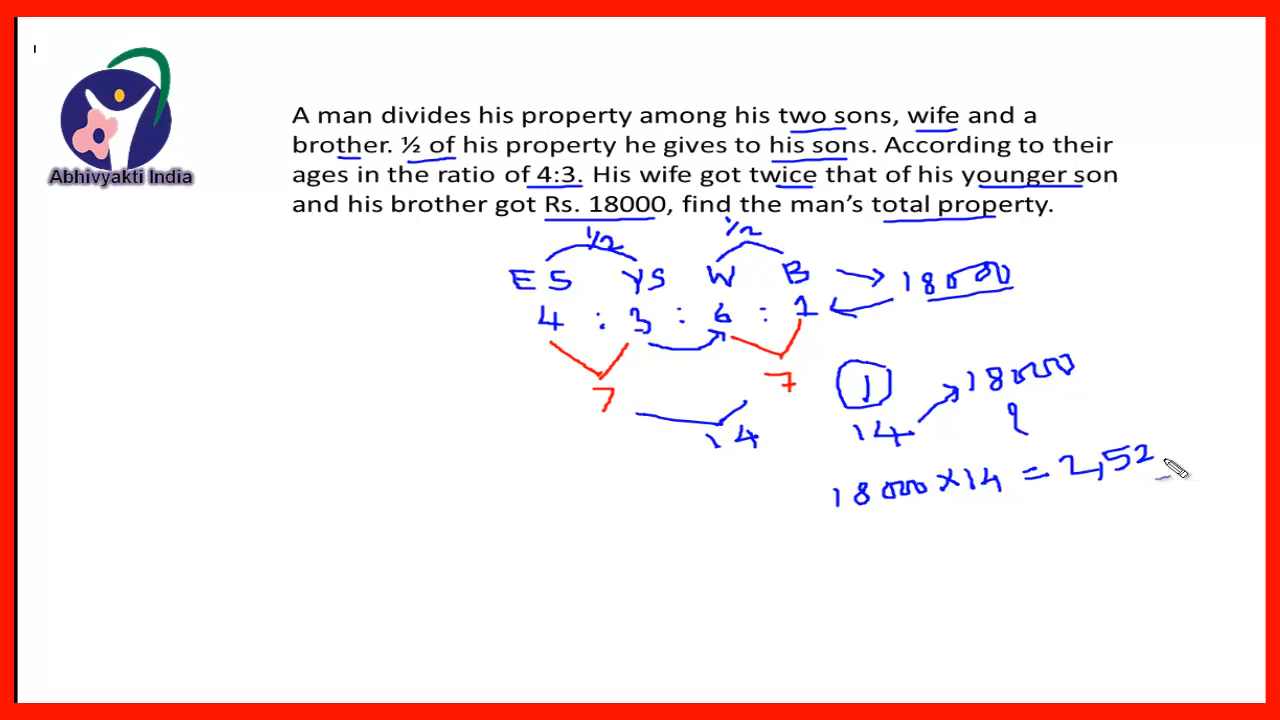 Abhivyakti India
A man divides his property among his two sons, wife and a
brother. ½ of his property he gives to his sons. According to their
ages in the ratio of 4:3. His wife got twice that of his younger son
and his brother got Rs. 18000, find the man's total property.
1/2 1/2
E S YS W B → 18000
4 : 3 : 6 : 1
7 7
14
1 18000
14 ?
18000 × 14 = 2,52